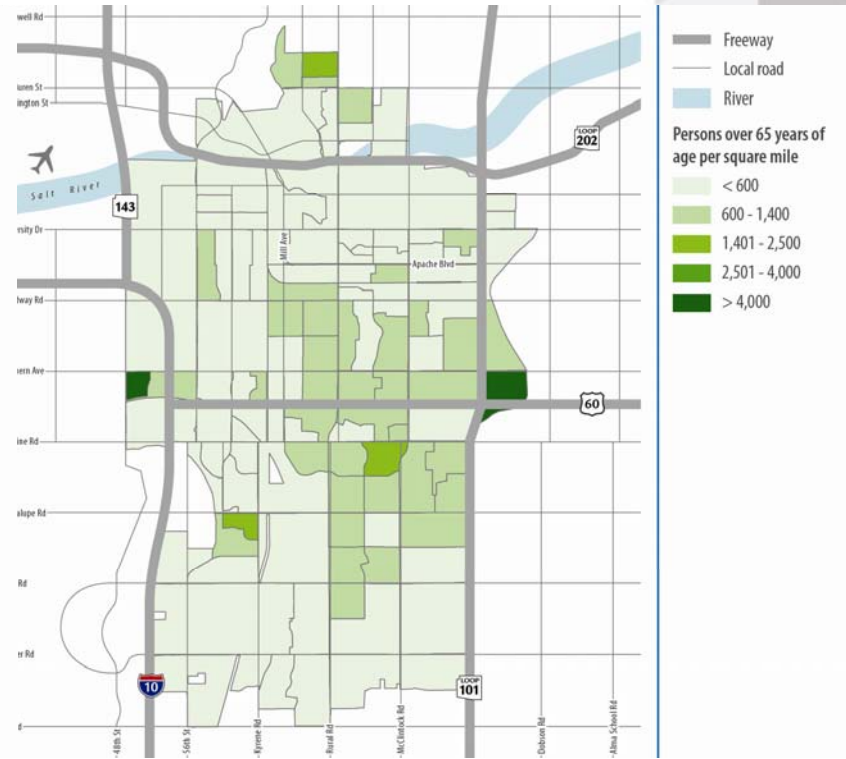 well Rd
Buren St
ington St
Salt River
143
LOOP
202
rsity Dr
Mill Ave
Apache Blvd
dway Rd
ern Ave
60
ine Rd
alupe Rd
Rd
er Rd
10
LOOP
101
d
48th St
56th St
Kyrene Rd
Rural Rd
McClintock Rd
Dobson Rd
Alma School Rd
Freeway
Local road
River
Persons over 65 years of
age per square mile
< 600
600 - 1,400
1,401 - 2,500
2,501 - 4,000
> 4,000